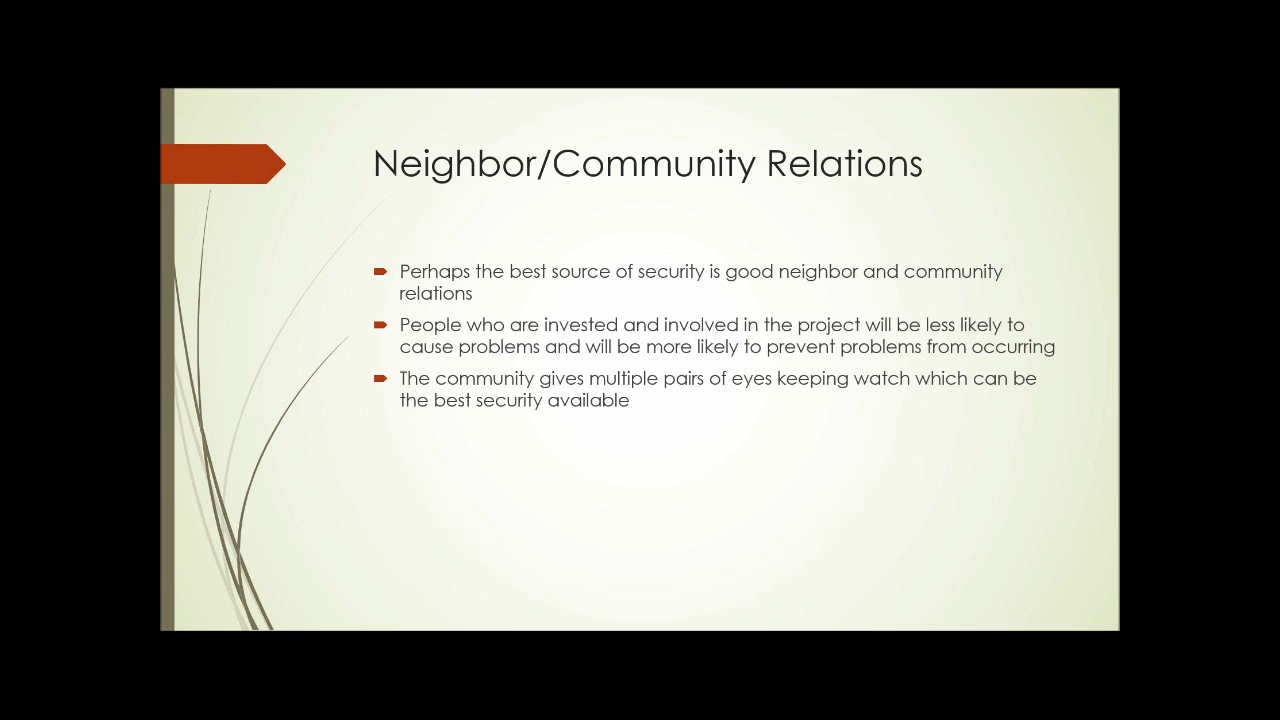 Neighbor/Community Relations
Perhaps the best source of security is good neighbor and community
relations
People who are invested and involved in the project will be less likely to
cause problems and will be more likely to prevent problems from occurring
The community gives multiple pairs of eyes keeping watch which can be
the best security available